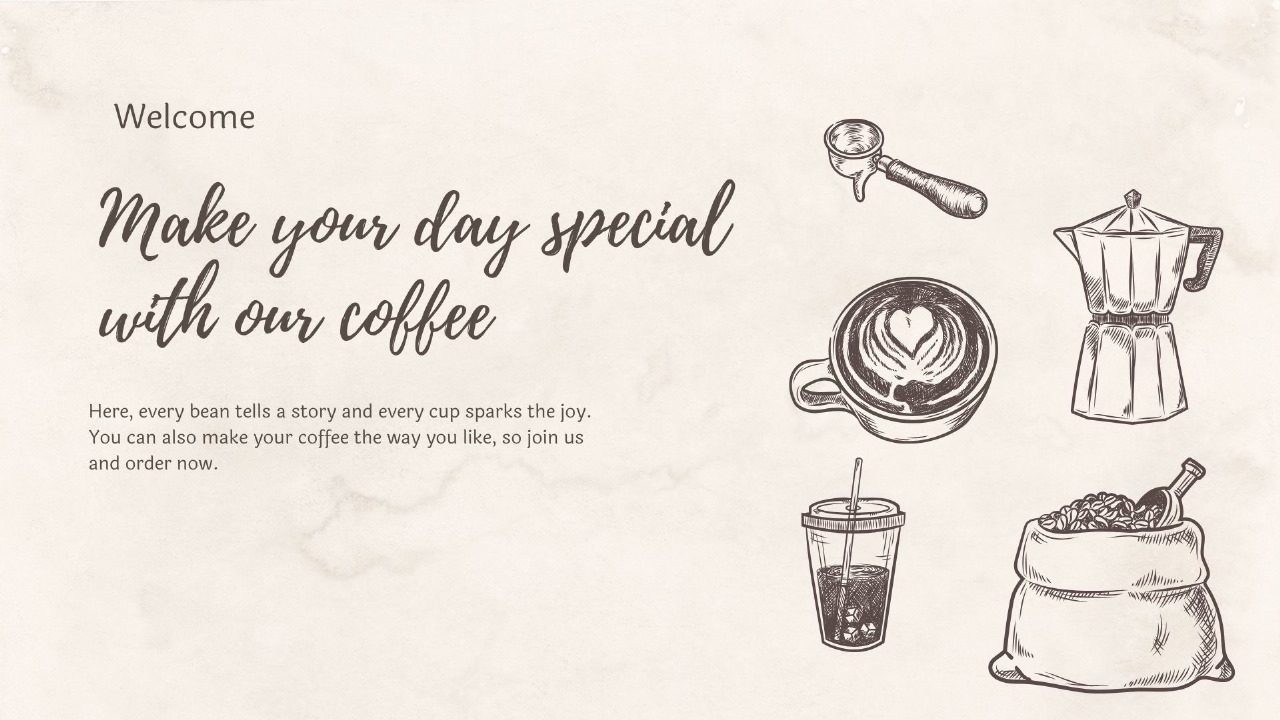 Welcome
Make your day special
with our coffee
Here, every bean tells a story and every cup sparks the joy.
You can also make your coffee the way you like, so join us
and order now.